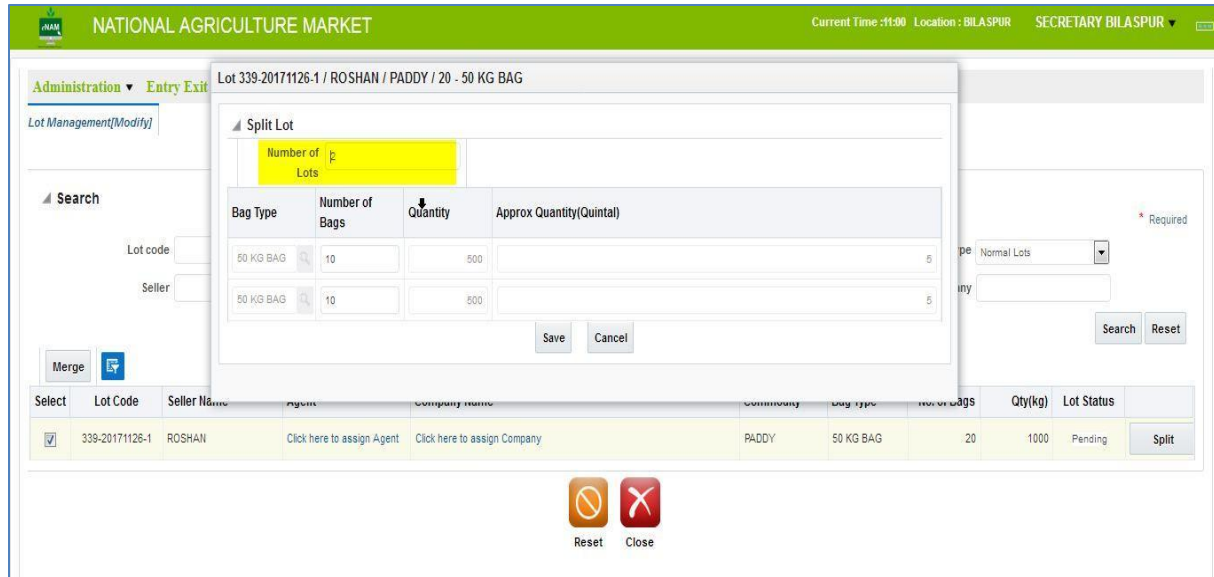 eNAM NATIONAL AGRICULTURE MARKET Current Time :11:00 Location : BILASPUR SECRETARY BILASPUR
Administration Entry Exit
Lot Management[Modify]
Lot 339-20171126-1 / ROSHAN / PADDY / 20 - 50 KG BAG
Split Lot
Number of Lots 2
Bag Type Number of Bags Quantity Approx Quantity(Quintal)
50 KG BAG 10 500 5
50 KG BAG 10 500 5
Save Cancel
Search
* Required
Lot code
pe Normal Lots
Seller
any
Search Reset
Merge
Select Lot Code Seller Name Agent Company Name Commodity Bag Type No. of Bags Qty(kg) Lot Status
339-20171126-1 ROSHAN Click here to assign Agent Click here to assign Company PADDY 50 KG BAG 20 1000 Pending Split
Reset Close